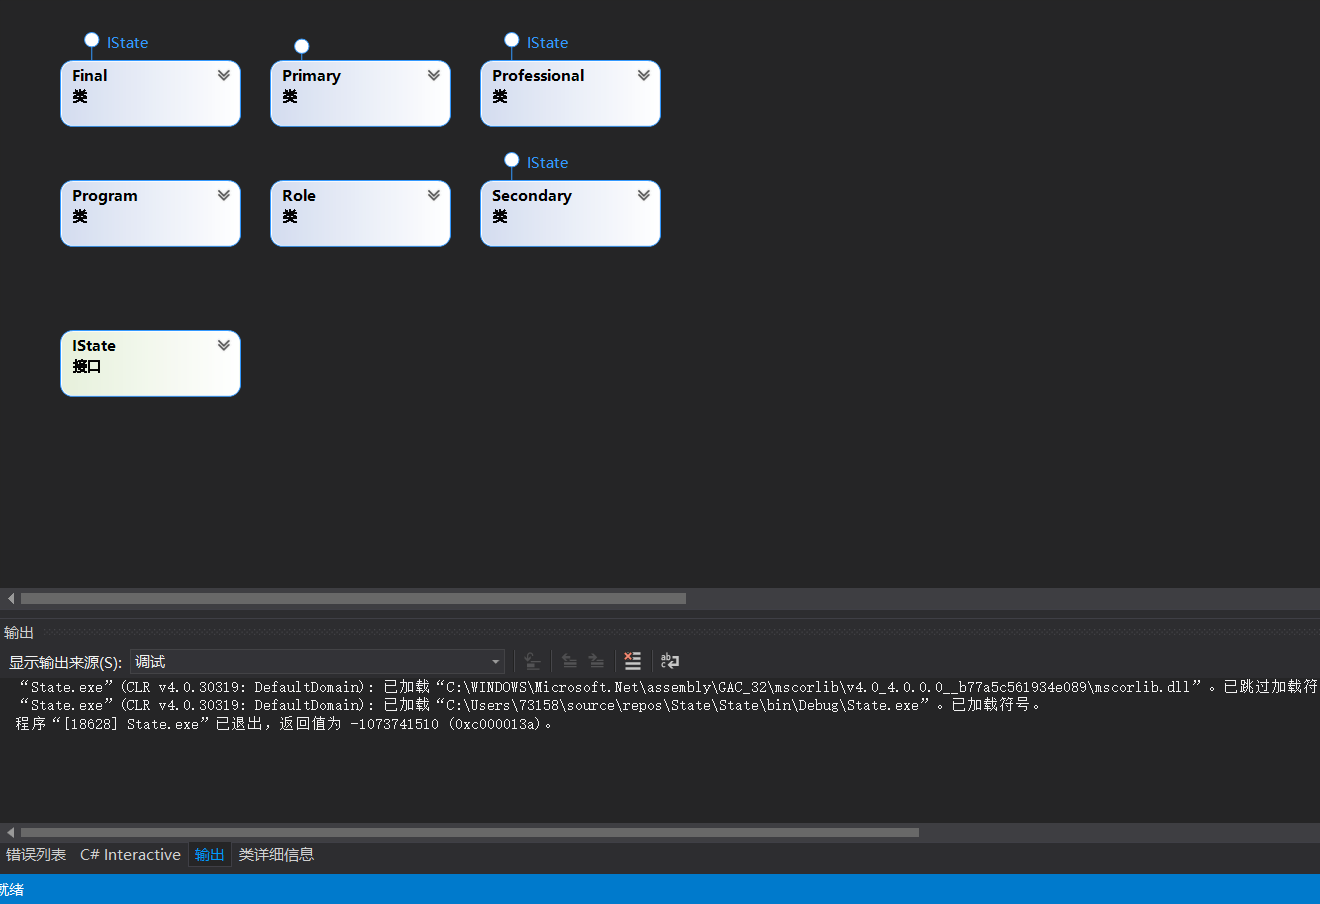 IState
IState
Final
类
Primary
类
Professional
类
IState
Program
类
Role
类
Secondary
类
IState
接口
输出
显示输出来源(S): 调试
“State.exe”(CLR v4.0.30319: DefaultDomain): 已加载“C:\WINDOWS\Microsoft.Net\assembly\GAC_32\mscorlib\v4.0_4.0.0.0__b77a5c561934e089\mscorlib.dll”。已跳过加载符
“State.exe”(CLR v4.0.30319: DefaultDomain): 已加载“C:\Users\73158\source\repos\State\State\bin\Debug\State.exe”。已加载符号。
程序“[18628] State.exe”已退出，返回值为 -1073741510 (0xc000013a)。
错误列表 C# Interactive 输出 类详细信息
就绪